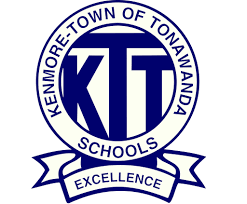 KENMORE-TOWN OF TONAWANDA
KTT
SCHOOLS
EXCELLENCE